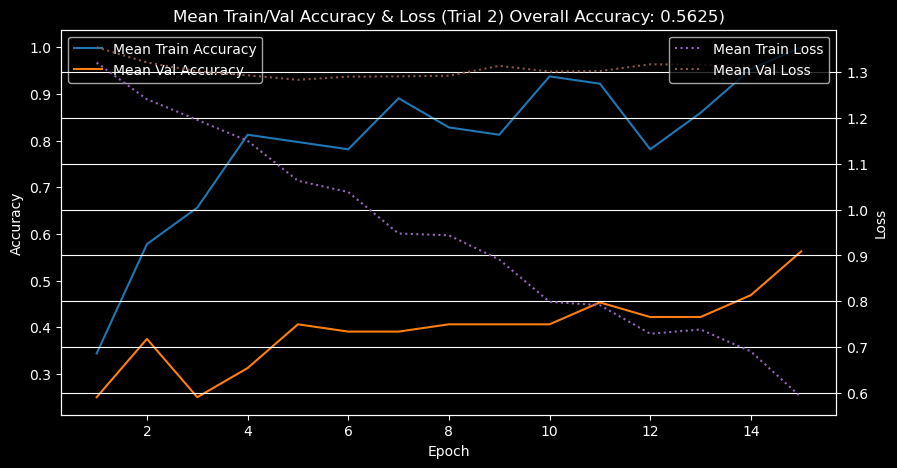 Mean Train/Val Accuracy & Loss (Trial 2) Overall Accuracy: 0.5625)
Mean Train Accuracy
Mean Val Accuracy
Mean Train Loss
Mean Val Loss
Accuracy
1.0
0.9
0.8
0.7
0.6
0.5
0.4
0.3
1.3
1.2
1.1
1.0
0.9
0.8
0.7
0.6
Loss
2
4
6
8
10
12
14
Epoch